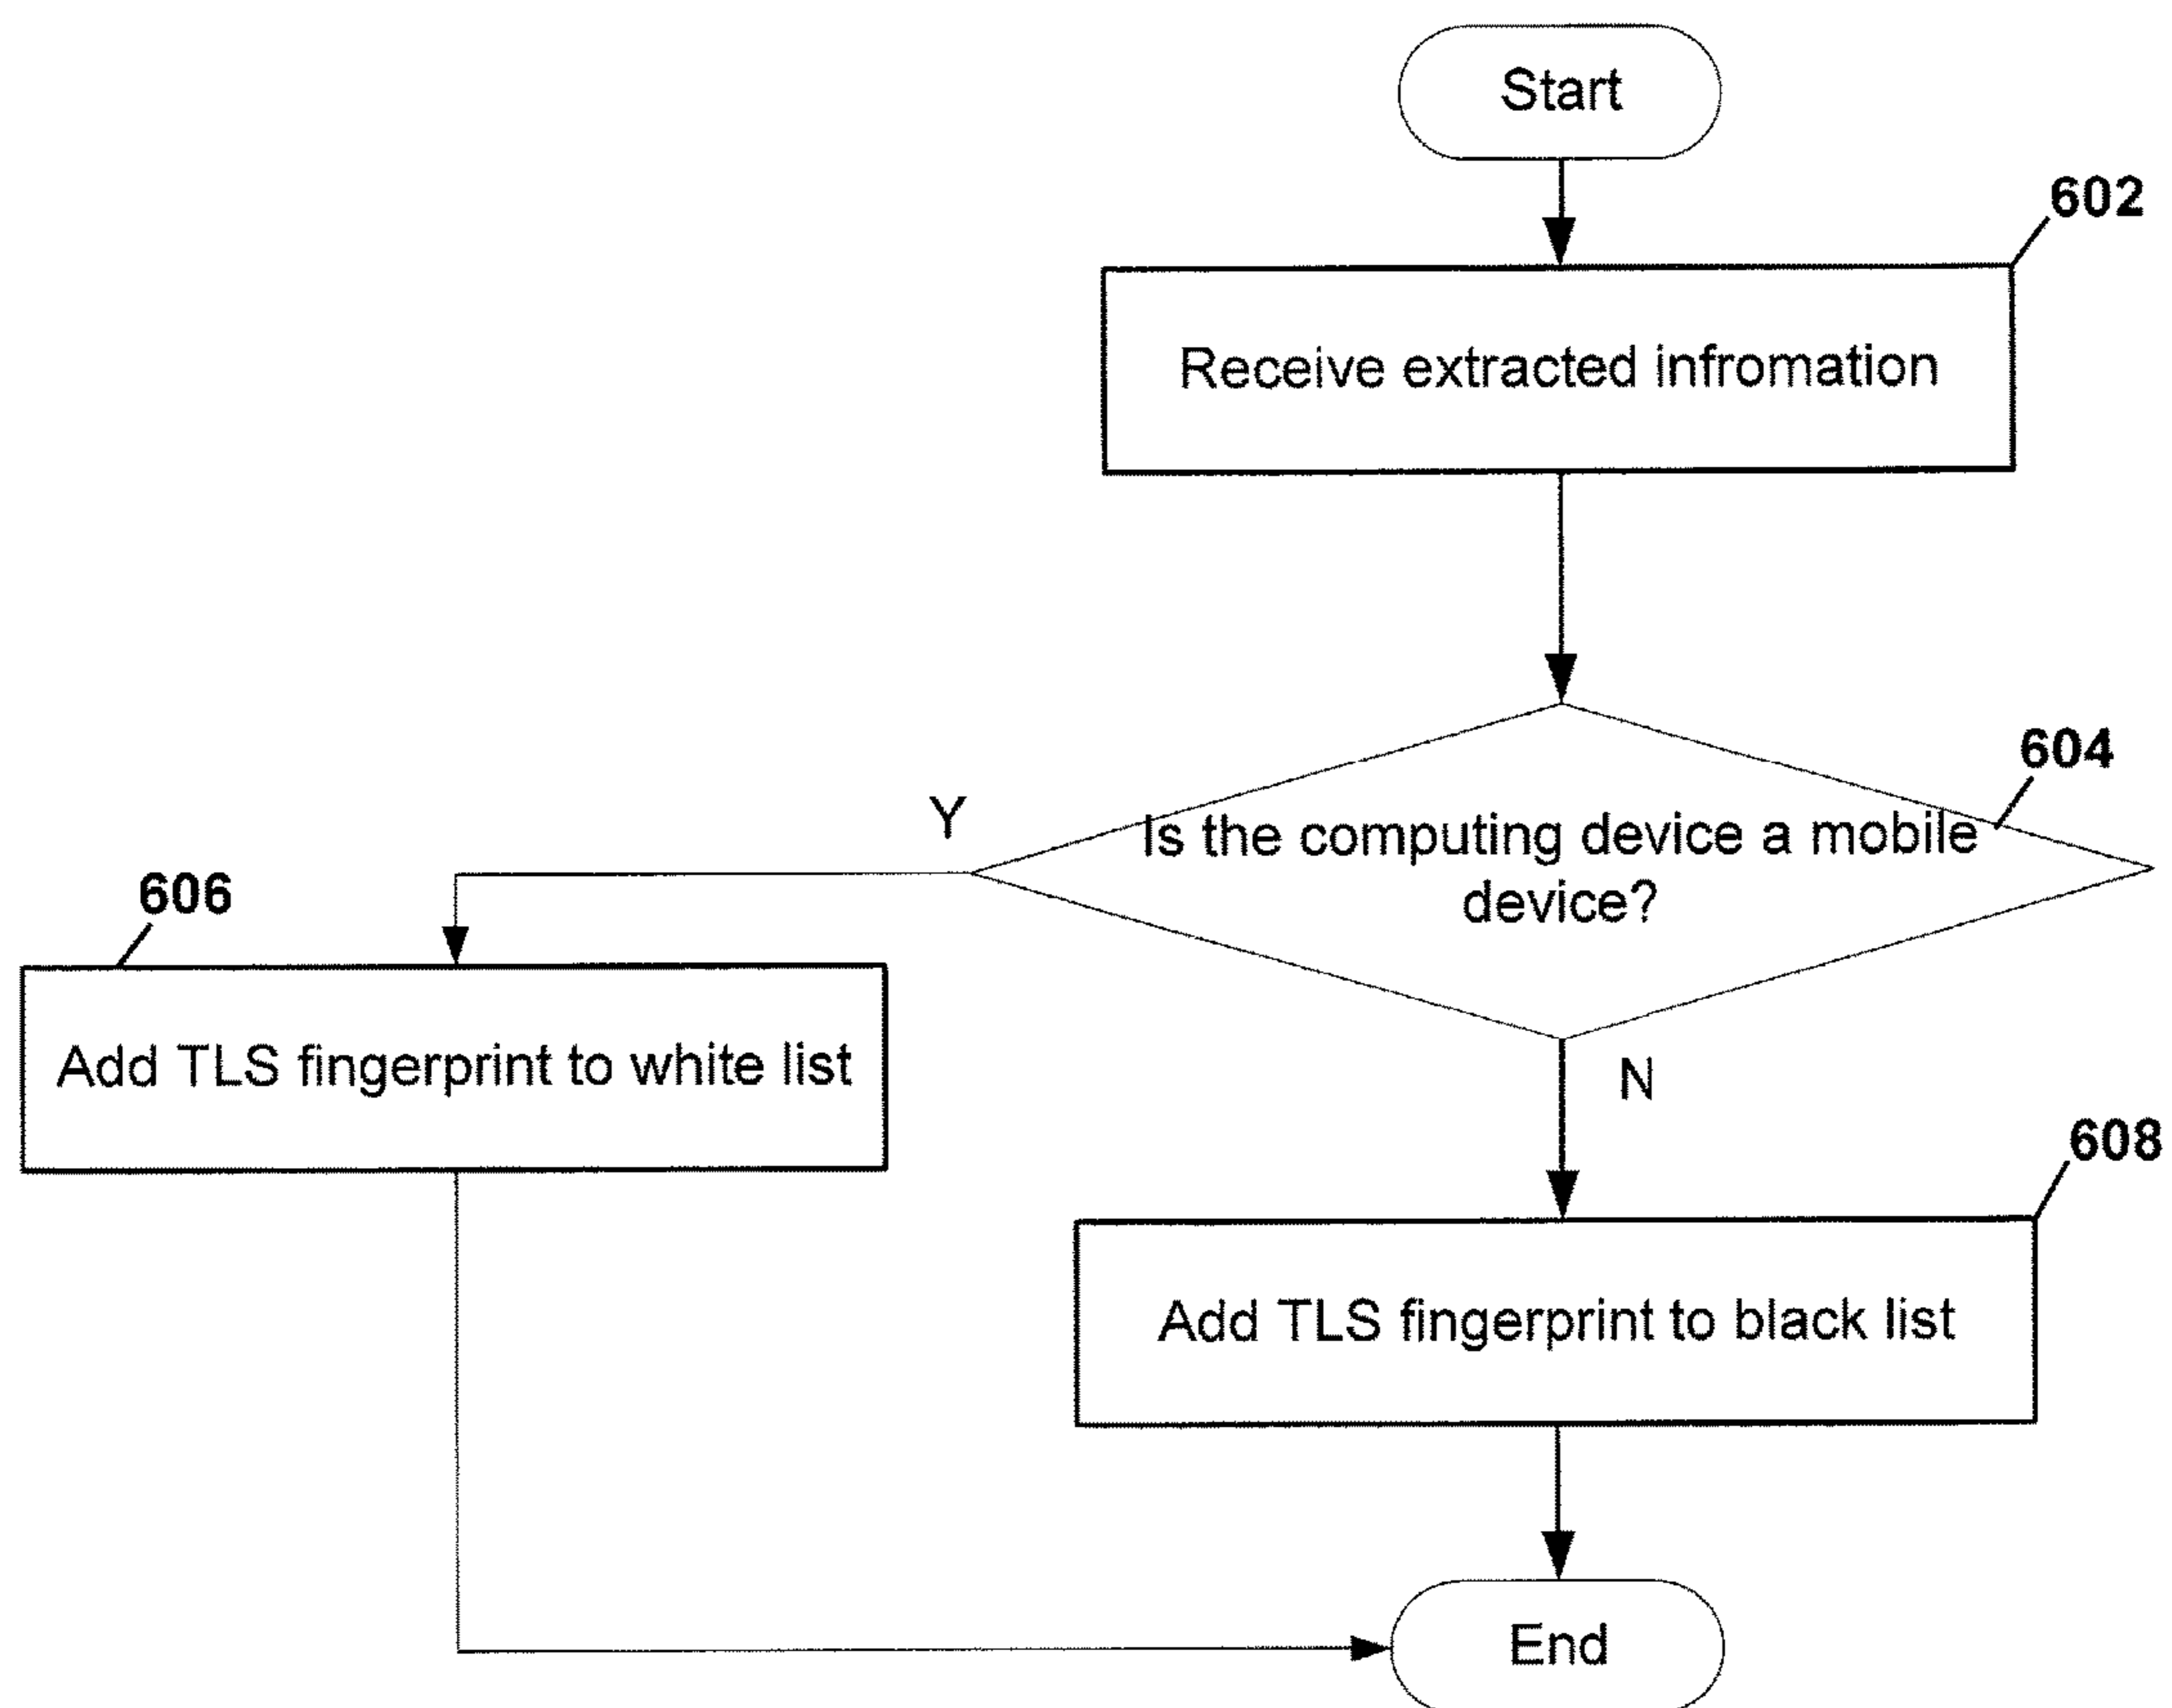 Start
602
Receive extracted infromation
604
Y
Is the computing device a mobile
device?
606
Add TLS fingerprint to white list
N
608
Add TLS fingerprint to black list
End